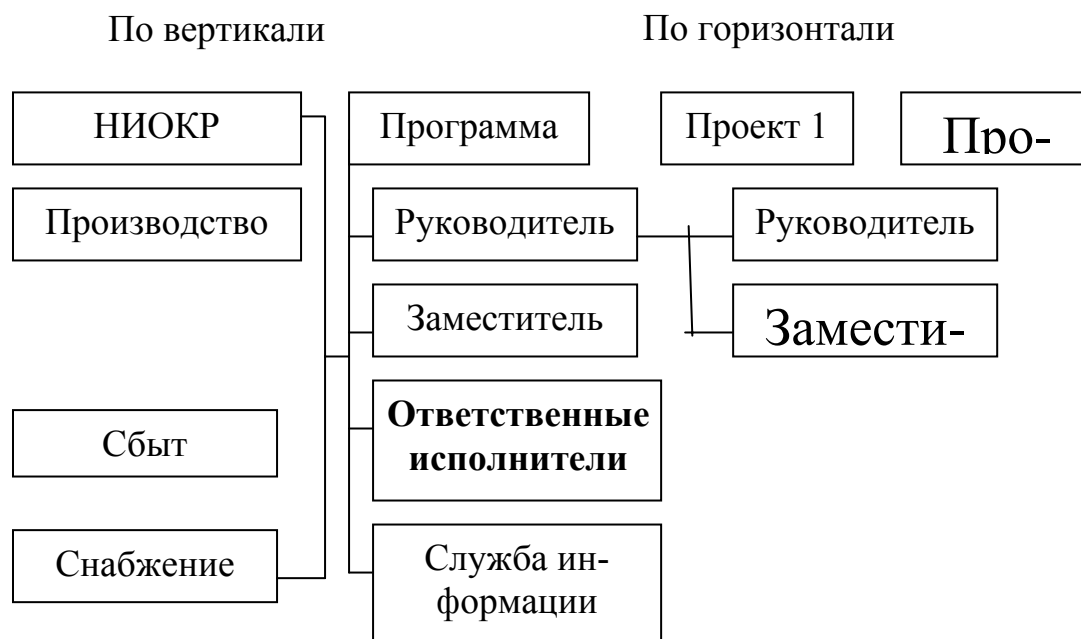 По вертикали
По горизонтали
НИОКР
Программа
Проект 1
Про-
Производство
Руководитель
Руководитель
Заместитель
Замести-
Ответственные
исполнители
Сбыт
Снабжение
Служба ин-
формации